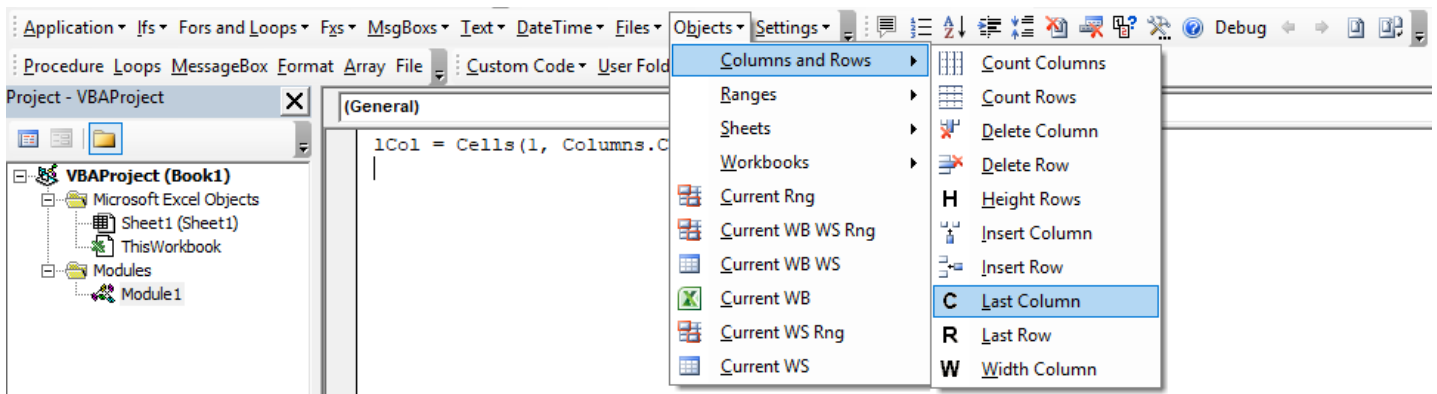 Application Ifs Fors and Loops Fxs MsgBoxs Text DateTime Files Objects Settings Debug
Procedure Loops MessageBox Format Array File Custom Code User Fold
Project - VBAProject
(General)
lCol = Cells(1, Columns.C
VBAProject (Book1)
Microsoft Excel Objects
Sheet1 (Sheet1)
ThisWorkbook
Modules
Module1
Columns and Rows
Ranges
Sheets
Workbooks
Current Rng
Current WB WS Rng
Current WB WS
Current WB
Current WS Rng
Current WS
Count Columns
Count Rows
Delete Column
Delete Row
H Height Rows
Insert Column
Insert Row
C Last Column
R Last Row
W Width Column